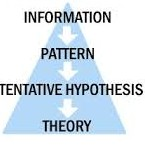 INFORMATION
PATTERN
TENTATIVE HYPOTHESIS
THEORY